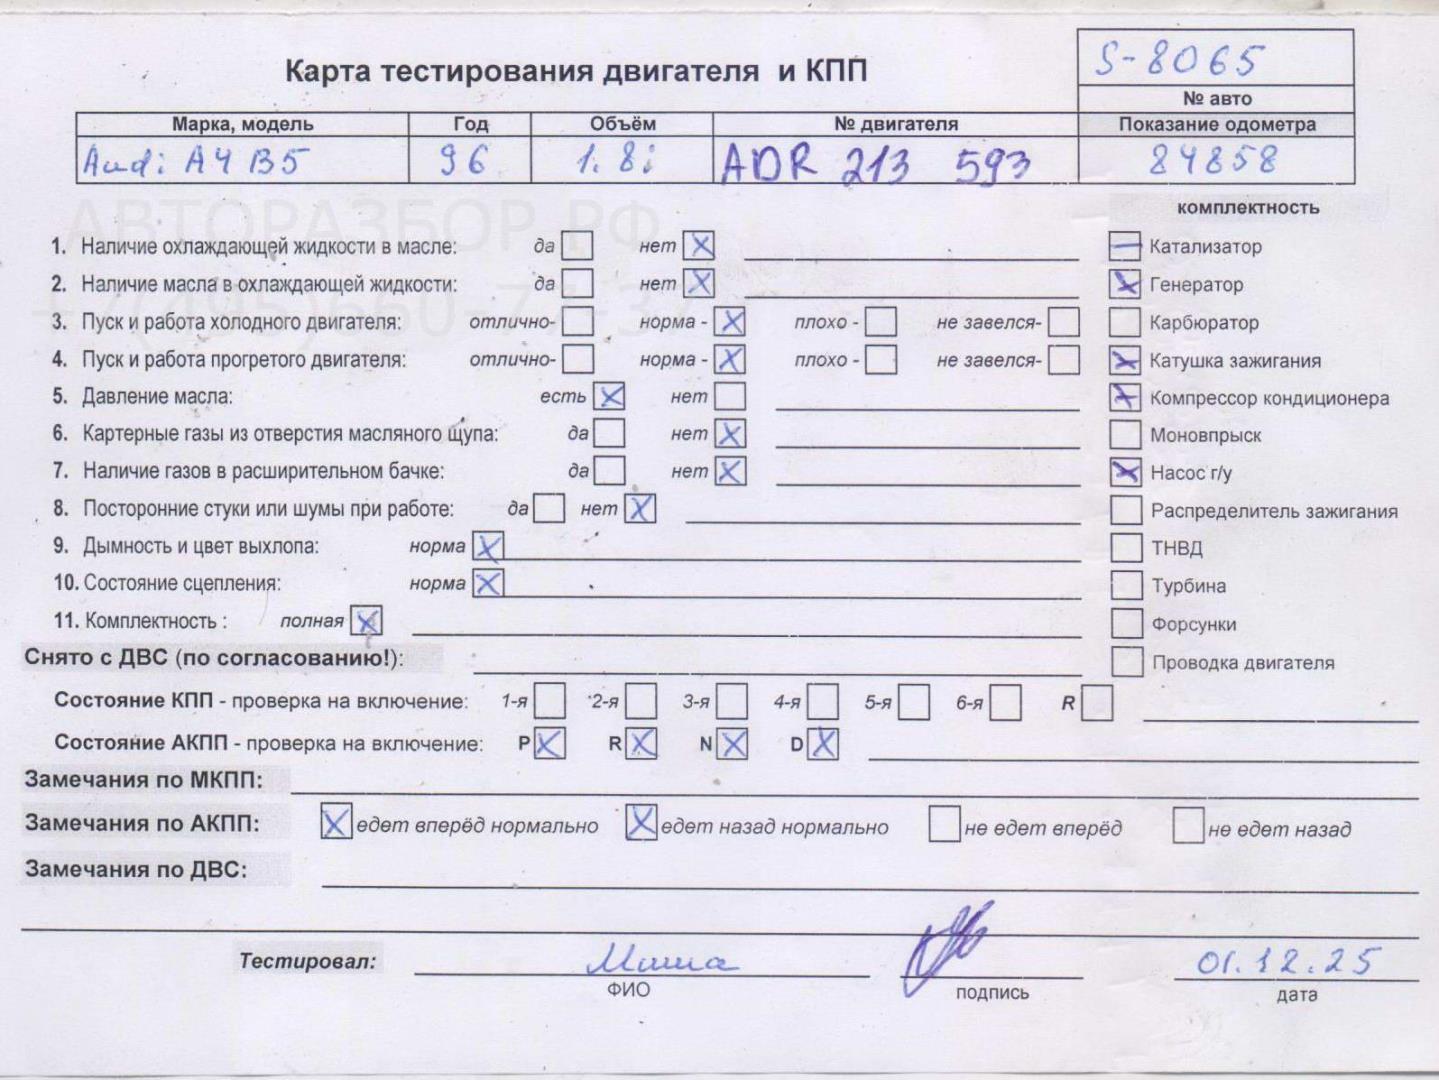 S-8065
Карта тестирования двигателя и КПП
№ авто
Марка, модель Год Объём № двигателя Показание одометра
Audi A4 B5 96 1.8i ADR 213 593 84858
АВТОРАЗБОР.РФ
комплектность
1. Наличие охлаждающей жидкости в масле: да нет X Катализатор
2. Наличие масла в охлаждающей жидкости: да нет X Генератор
+7(495)660-77-37
3. Пуск и работа холодного двигателя: отлично- норма - X плохо - не завелся- Карбюратор
4. Пуск и работа прогретого двигателя: отлично- норма - X плохо - не завелся- Катушка зажигания
5. Давление масла: есть X нет Компрессор кондиционера
6. Картерные газы из отверстия масляного щупа: да нет X Моновпрыск
7. Наличие газов в расширительном бачке: да нет X Насос г/у
8. Посторонние стуки или шумы при работе: да нет X Распределитель зажигания
9. Дымность и цвет выхлопа: норма X ТНВД
10. Состояние сцепления: норма X Турбина
11. Комплектность : полная X Форсунки
Снято с ДВС (по согласованию!): Проводка двигателя
Состояние КПП - проверка на включение: 1-я 2-я 3-я 4-я 5-я 6-я R
Состояние АКПП - проверка на включение: P X R X N X D X
Замечания по МКПП:
Замечания по АКПП: X едет вперёд нормально X едет назад нормально не едет вперёд не едет назад
Замечания по ДВС:
Тестировал: Миша 01.12.25
ФИО подпись дата